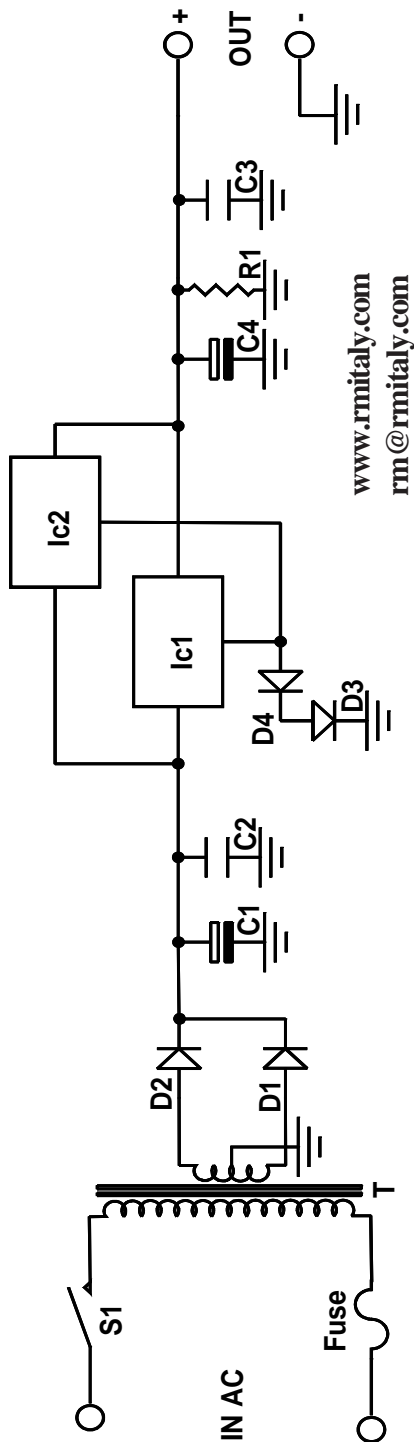 IN AC
S1
Fuse
T
D2
D1
C1
C2
Ic2
Ic1
D4
D3
C4
R1
C3
+
OUT
-
www.rmitaly.com
rm@rmitaly.com